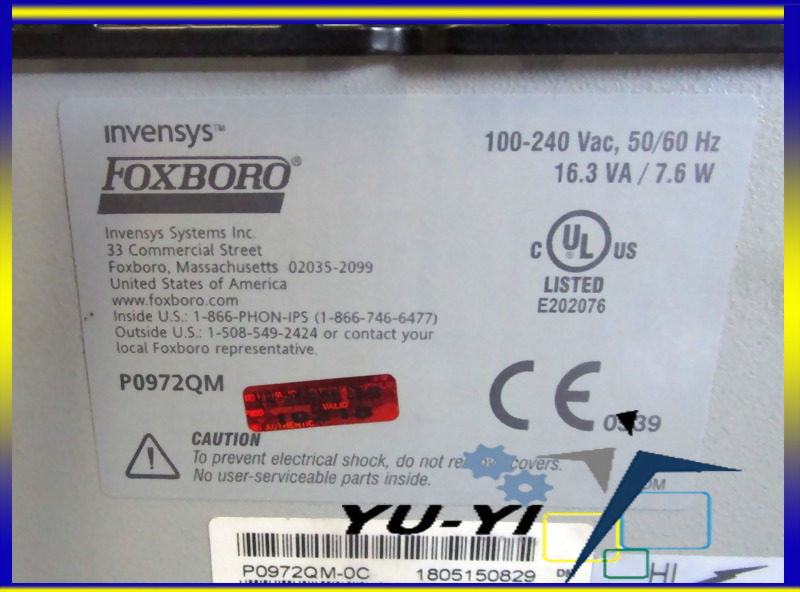 invensys™
FOXBORO®
Invensys Systems Inc.
33 Commercial Street
Foxboro, Massachusetts 02035-2099
United States of America
www.foxboro.com
Inside U.S.: 1-866-PHON-IPS (1-866-746-6477)
Outside U.S.: 1-508-549-2424 or contact your
local Foxboro representative.
P0972QM
100-240 Vac, 50/60 Hz
16.3 VA / 7.6 W
C UL® US
LISTED
E202076
CE
VALID
AUTHENTIC
CAUTION
To prevent electrical shock, do not covers.
No user-serviceable parts inside.
YU-YI
P0972QM-0C 1805150829
HI